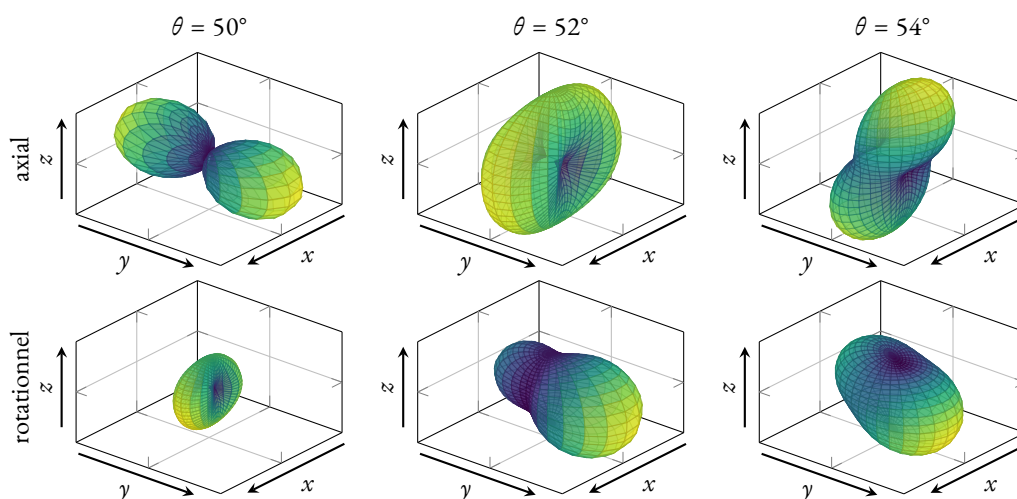 θ = 50° θ = 52° θ = 54°
axial z z z
y x y x y x
rotationnel z z z
y x y x y x